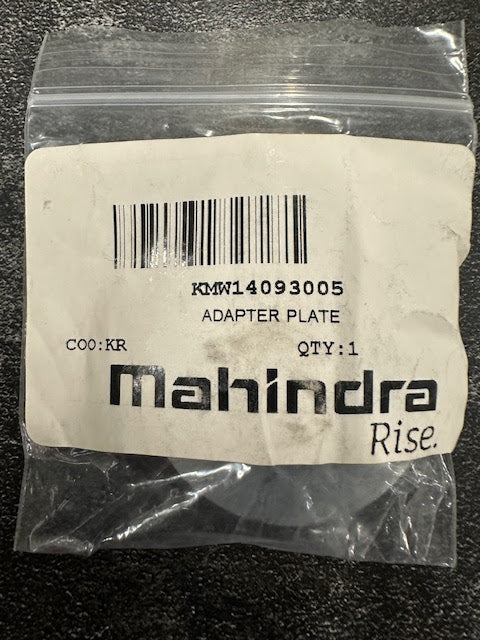 KMW14093005
ADAPTER PLATE
COO:KR QTY:1
Mahindra
Rise.